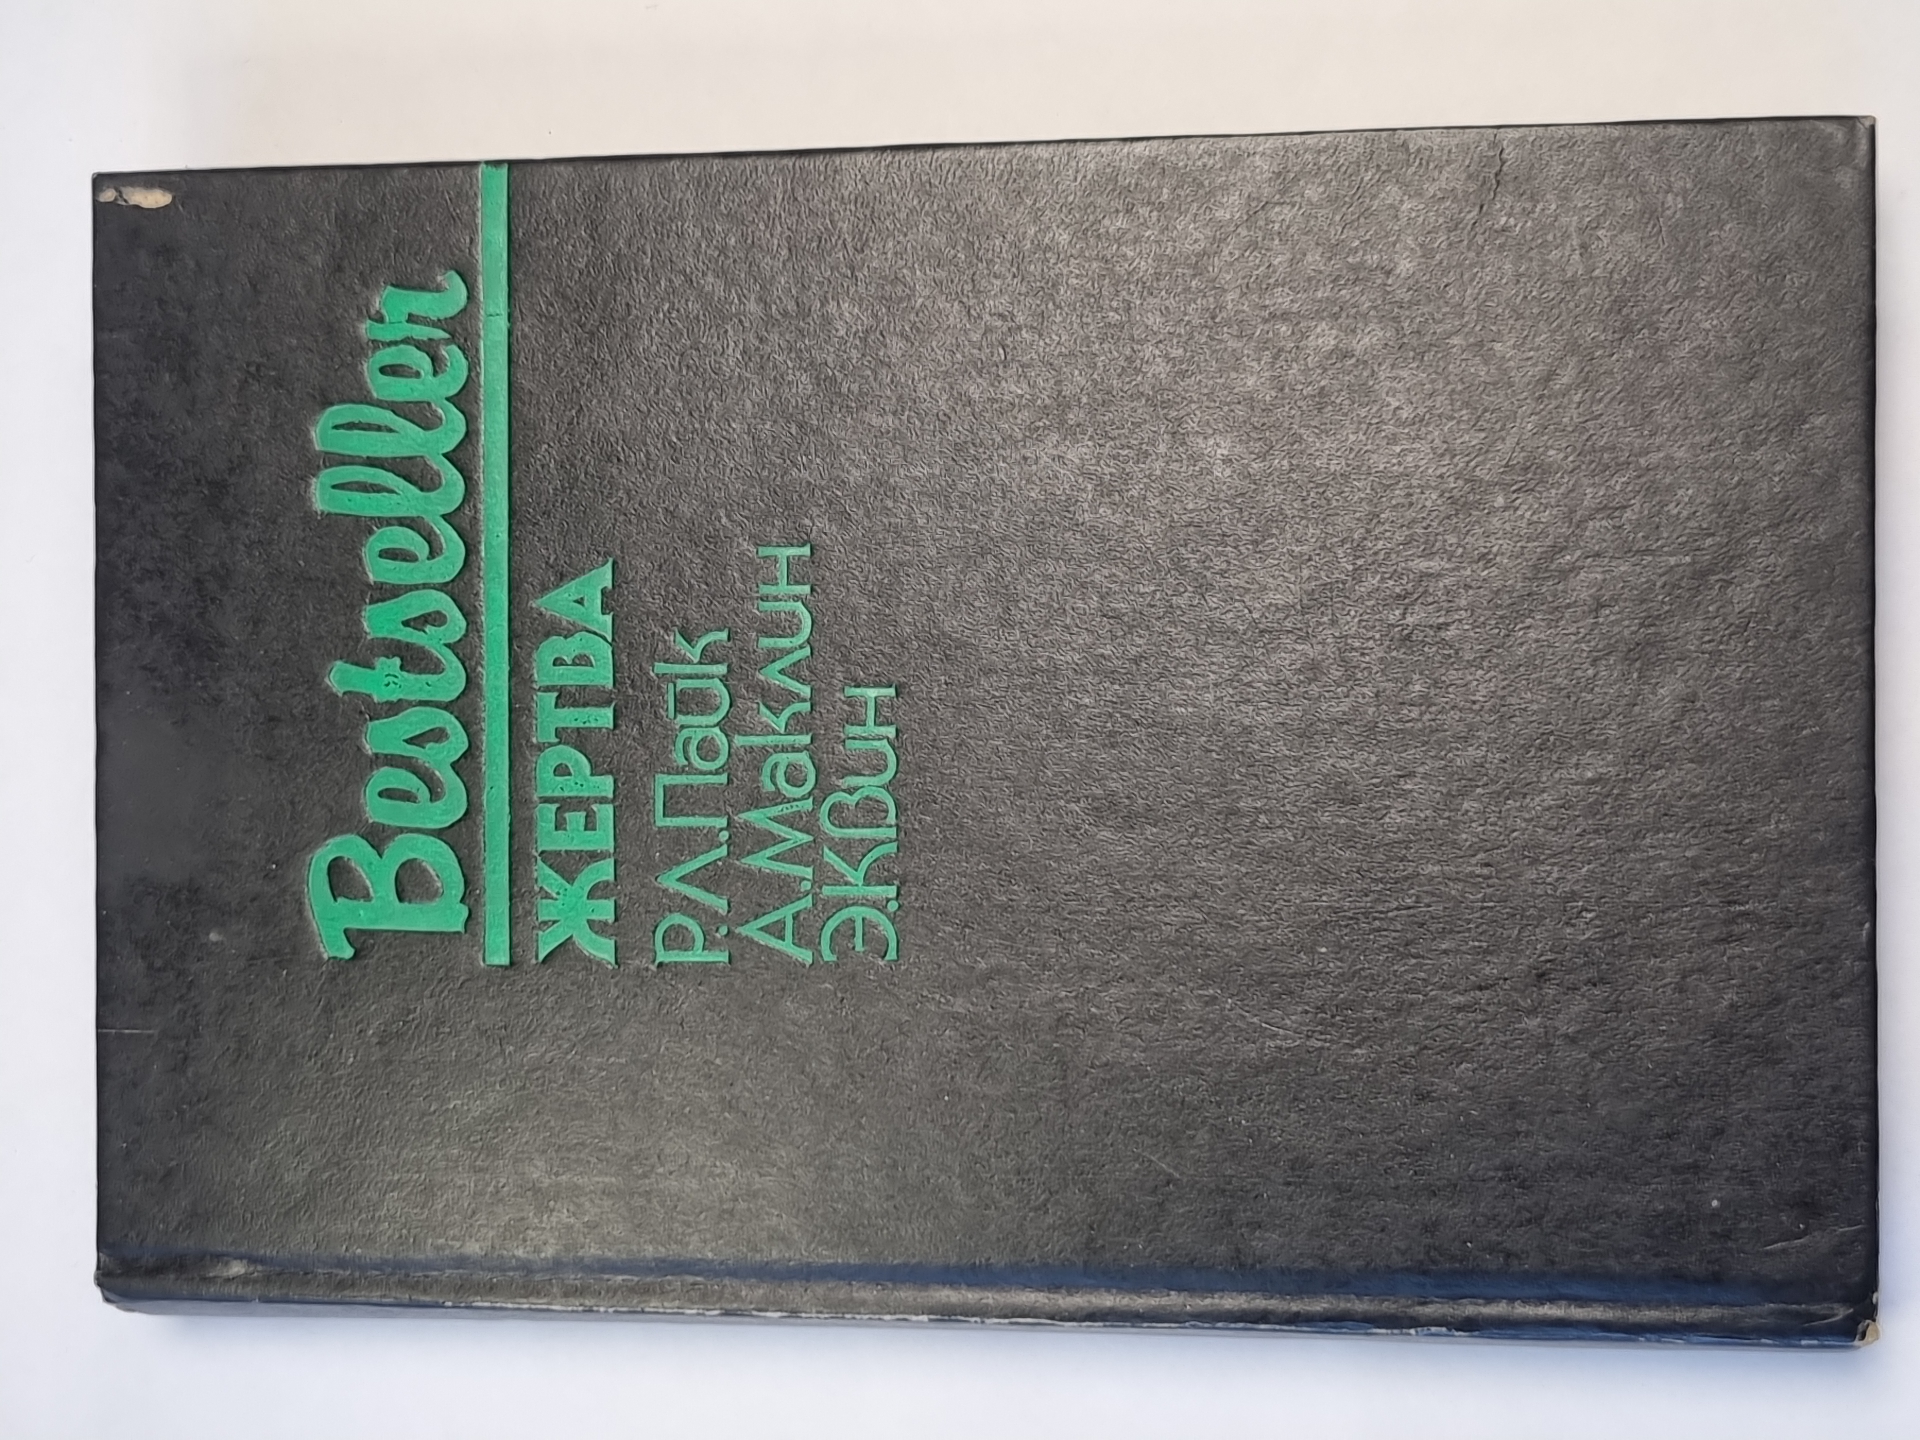 Bestseller
ЖЕРТВА
Р.Л.Пайк
А.Маклин
Э.Квин